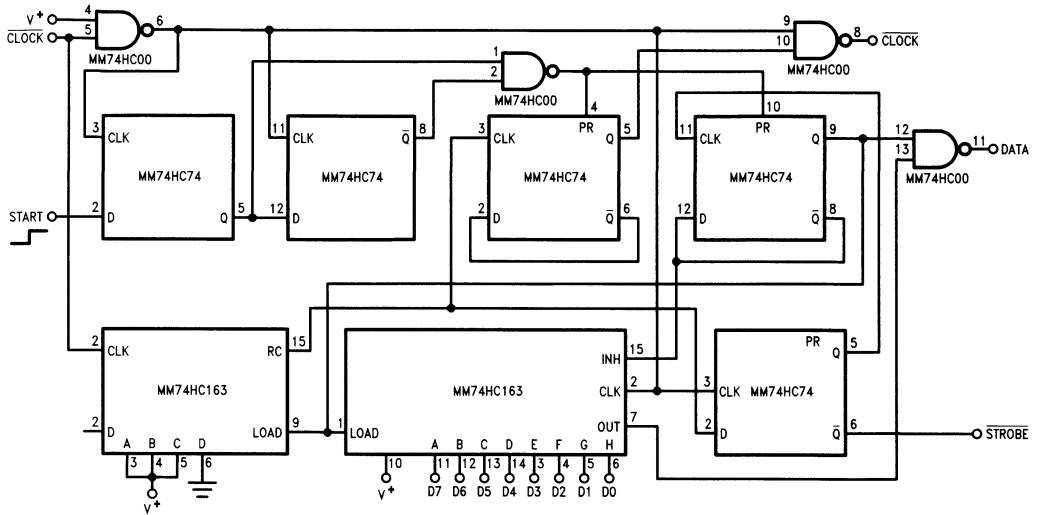 V+ 4 6
CLOCK 5
MM74HC00
9 8 CLOCK
10
MM74HC00
1
2
MM74HC00
3 CLK
MM74HC74
START 2 D Q 5
11 CLK Q 8
MM74HC74
12 D
4
PR
3 CLK Q 5
MM74HC74
2 D Q 6
10
PR
11 CLK Q 9
MM74HC74
12 D Q 8
12 11 DATA
13
MM74HC00
2 CLK RC 15
MM74HC163
2 D LOAD 9
A B C D
3 4 5 6
V+
MM74HC163
INH 15
CLK 2
OUT 7
1 LOAD
A B C D E F G H
10 11 12 13 14 3 4 5 6
V+ D7 D6 D5 D4 D3 D2 D1 D0
PR
Q 5
3 CLK MM74HC74
2 D Q 6 STROBE